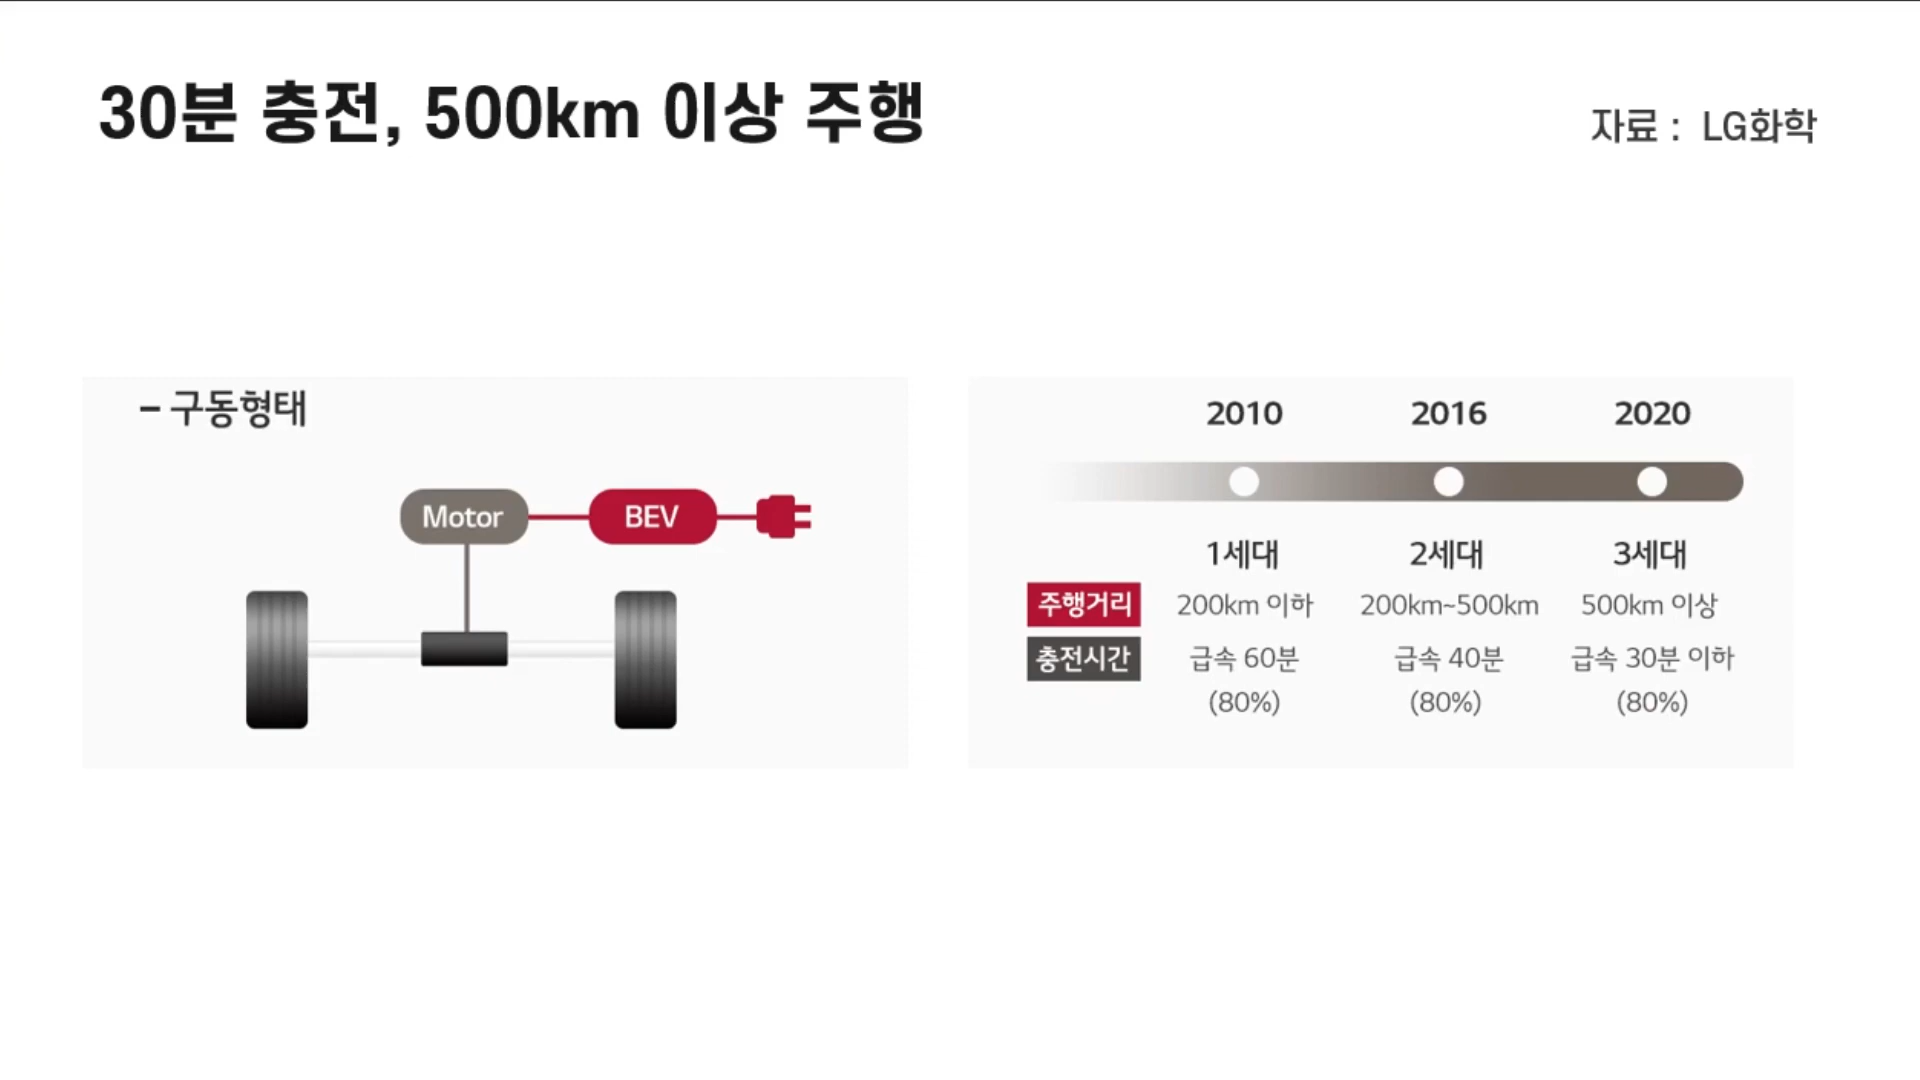 30분 충전, 500km 이상 주행
자료 : LG화학
- 구동형태
Motor
BEV
2010 2016 2020
1세대 2세대 3세대
주행거리 200km 이하 200km~500km 500km 이상
충전시간 급속 60분 급속 40분 급속 30분 이하
(80%) (80%) (80%)